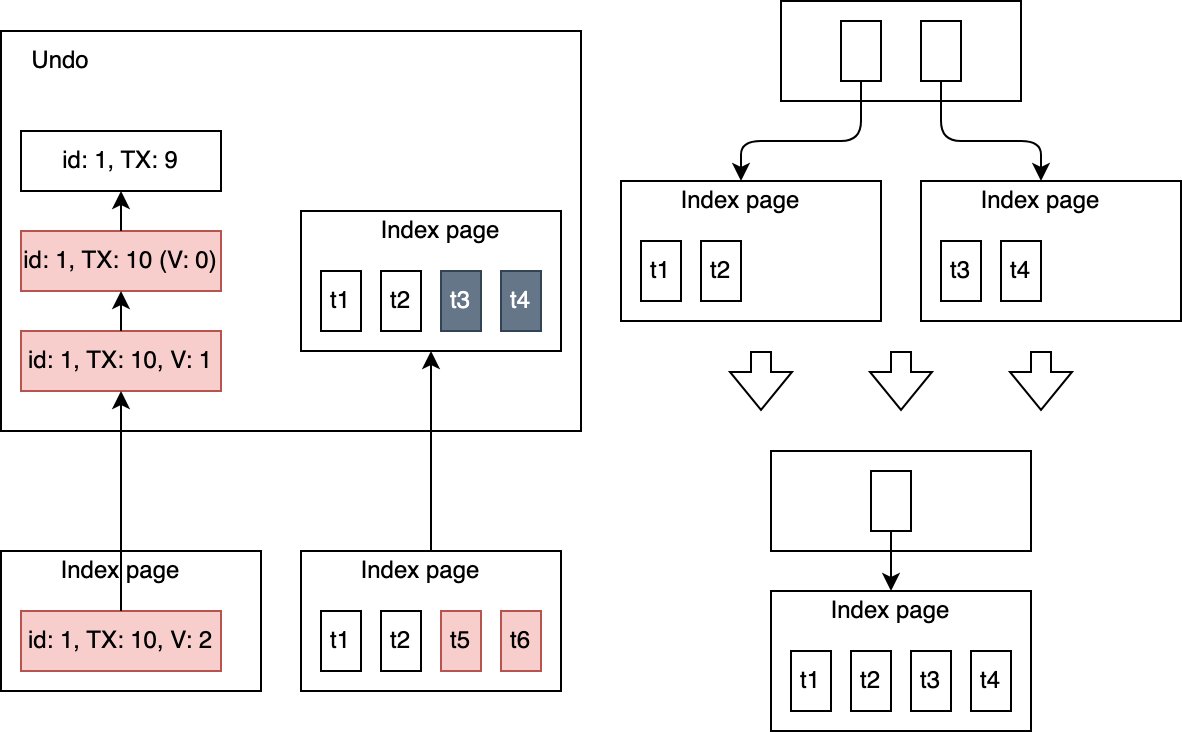 Undo
id: 1, TX: 9
id: 1, TX: 10 (V: 0)
id: 1, TX: 10, V: 1
Index page
t1 t2 t3 t4
Index page
id: 1, TX: 10, V: 2
Index page
t1 t2 t5 t6
Index page
t1 t2
Index page
t3 t4
Index page
t1 t2 t3 t4